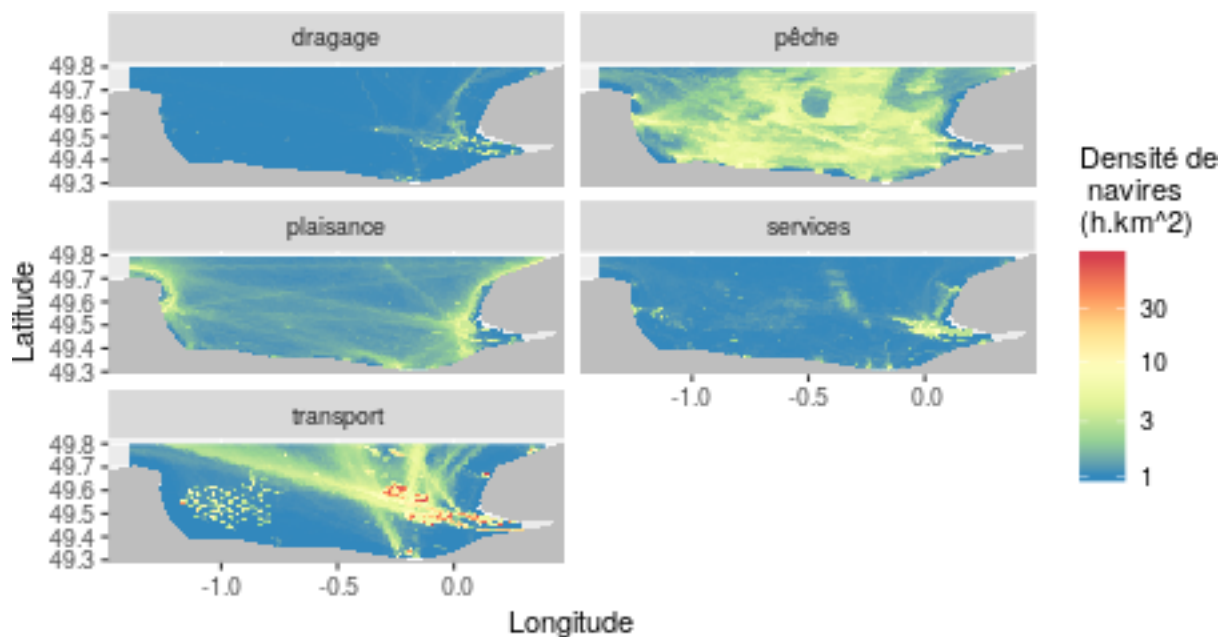 dragage
pêche
49.8
49.7
49.6
49.5
49.4
49.3
plaisance
services
49.8
49.7
49.6
49.5
49.4
49.3
-1.0
-0.5
0.0
transport
49.8
49.7
49.6
49.5
49.4
49.3
-1.0
-0.5
0.0
Latitude
Longitude
Densité de
navires
(h.km^2)
30
10
3
1